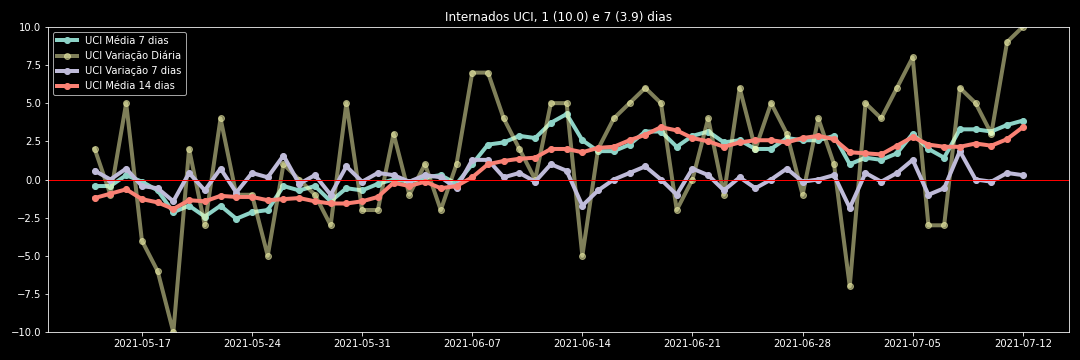 Internados UCI, 1 (10.0) e 7 (3.9) dias
10.0
7.5
5.0
2.5
0.0
−2.5
−5.0
−7.5
−10.0
UCI Média 7 dias
UCI Variação Diária
UCI Variação 7 dias
UCI Média 14 dias
2021-05-17 2021-05-24 2021-05-31 2021-06-07 2021-06-14 2021-06-21 2021-06-28 2021-07-05 2021-07-12